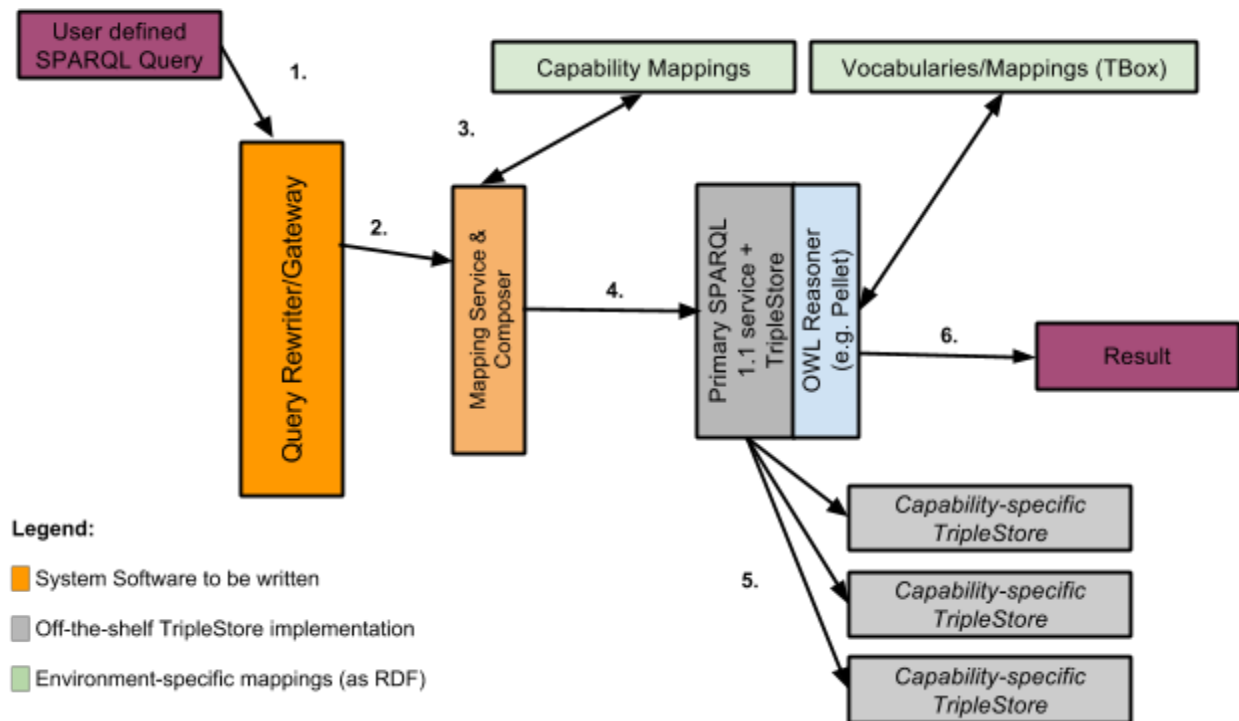 User defined
SPARQL Query
1.
Capability Mappings
Vocabularies/Mappings (TBox)
3.
Query Rewriter/Gateway
2.
Mapping Service &
Composer
4.
Primary SPARQL
1.1 service +
TripleStore
OWL Reasoner
(e.g. Pellet)
6.
Result
5.
Capability-specific
TripleStore
Capability-specific
TripleStore
Capability-specific
TripleStore
Legend:
System Software to be written
Off-the-shelf TripleStore implementation
Environment-specific mappings (as RDF)